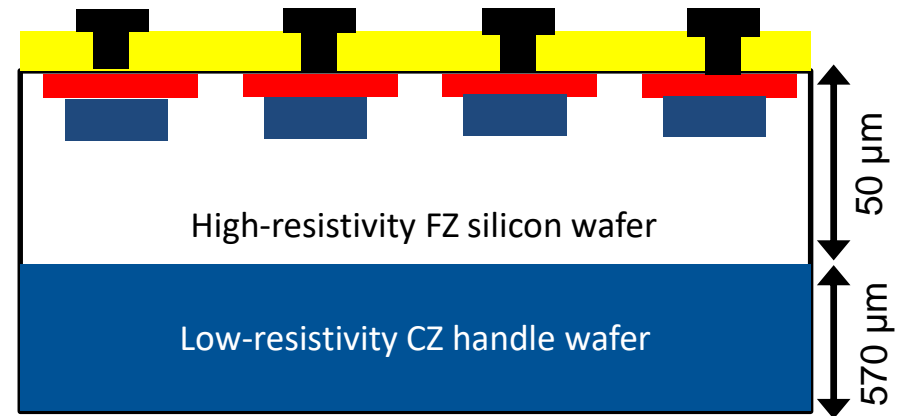 50 µm
High-resistivity FZ silicon wafer
Low-resistivity CZ handle wafer
570 µm